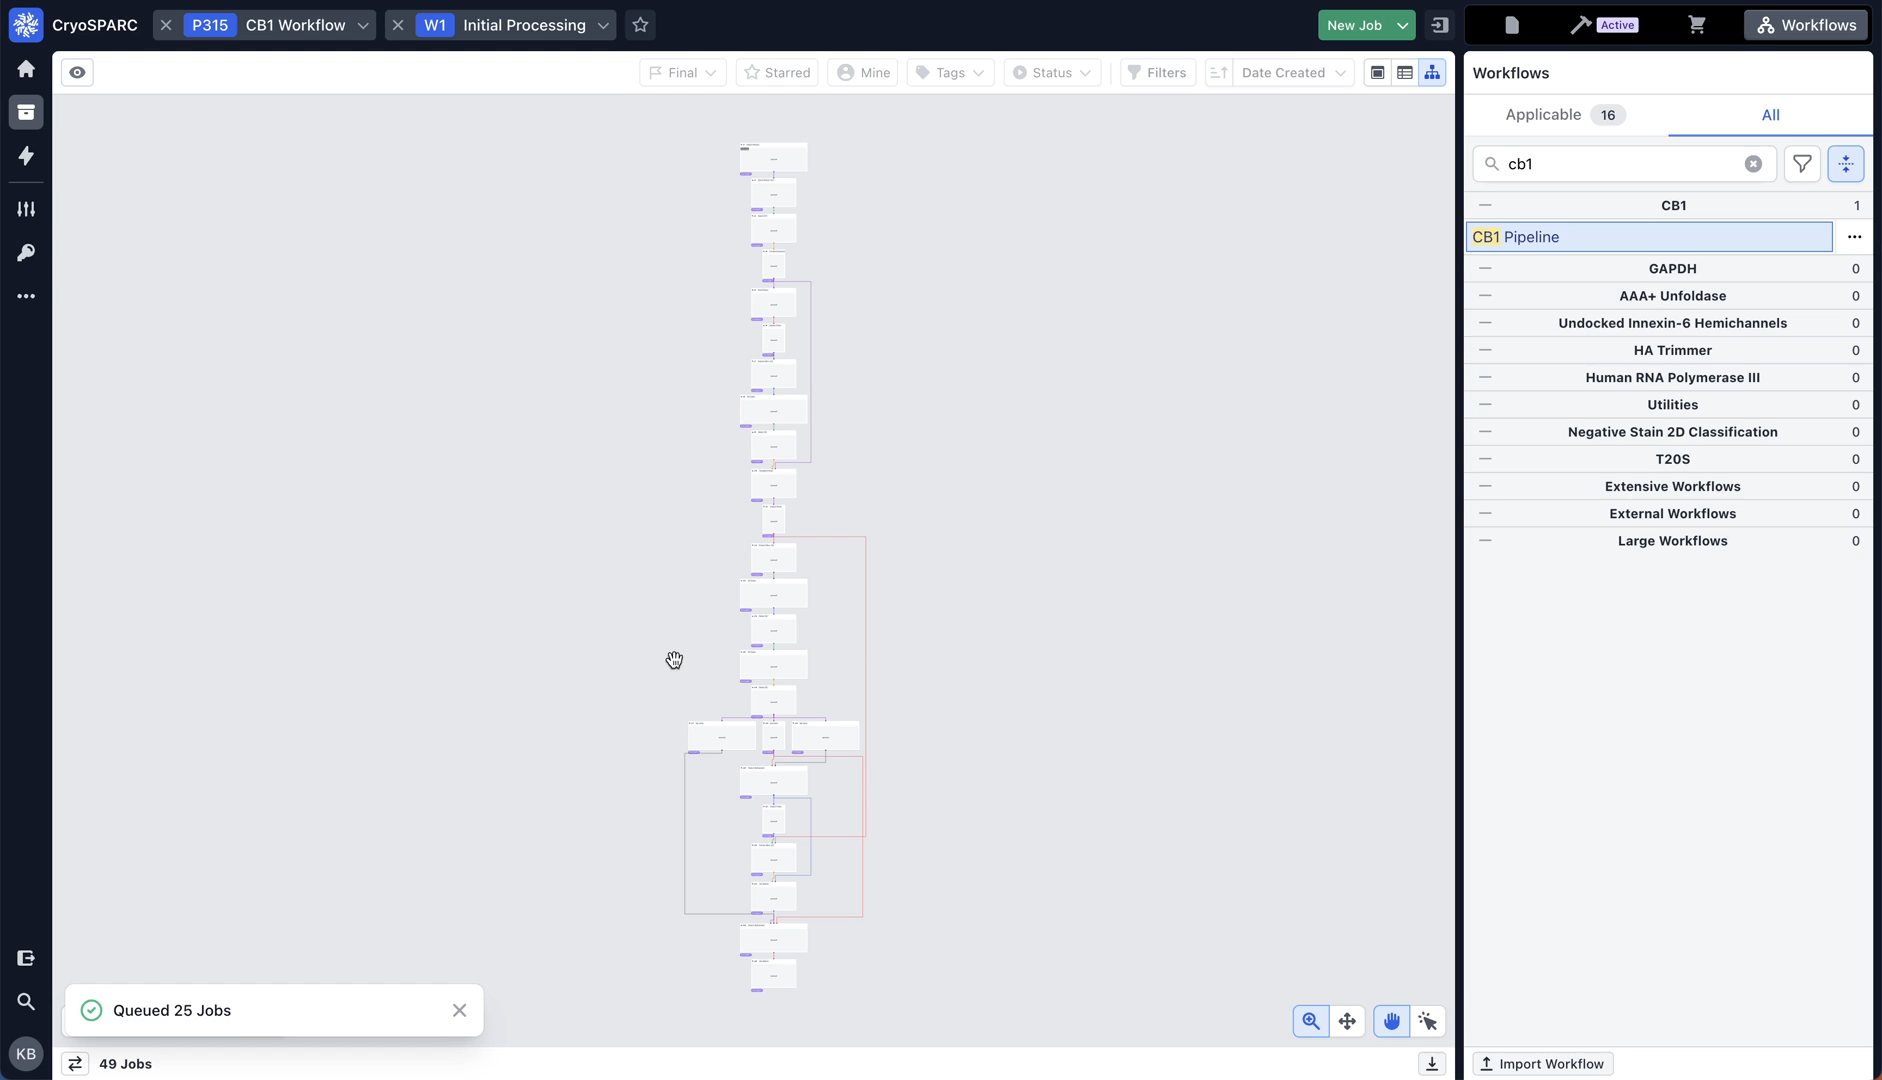 CryoSPARC
P315 CB1 Workflow
W1 Initial Processing
New Job
Active
Workflows
Final
Starred
Mine
Tags
Status
Filters
Date Created
Workflows
Applicable 16
All
cb1
CB1 1
CB1 Pipeline
GAPDH 0
AAA+ Unfoldase 0
Undocked Innexin-6 Hemichannels 0
HA Trimmer 0
Human RNA Polymerase III 0
Utilities 0
Negative Stain 2D Classification 0
T20S 0
Extensive Workflows 0
External Workflows 0
Large Workflows 0
Queued 25 Jobs
KB
49 Jobs
Import Workflow